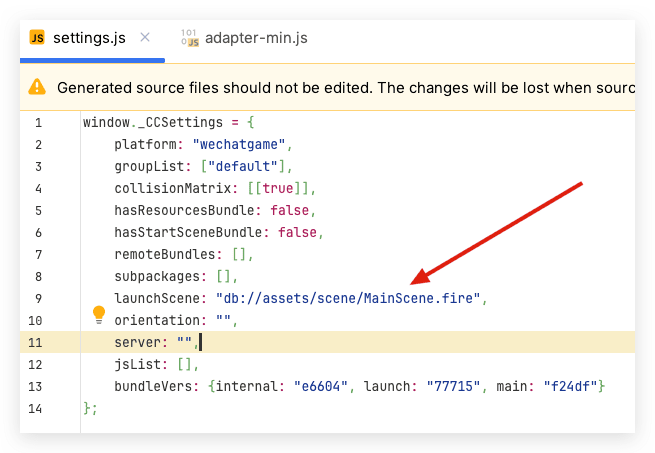 settings.js
adapter-min.js
Generated source files should not be edited. The changes will be lost when sourc
1 window._CCSettings = {
2 platform: "wechatgame",
3 groupList: ["default"],
4 collisionMatrix: [[true]],
5 hasResourcesBundle: false,
6 hasStartSceneBundle: false,
7 remoteBundles: [],
8 subpackages: [],
9 launchScene: "db://assets/scene/MainScene.fire",
10 orientation: "",
11 server: "",
12 jsList: [],
13 bundleVers: {internal: "e6604", launch: "77715", main: "f24df"}
14 };